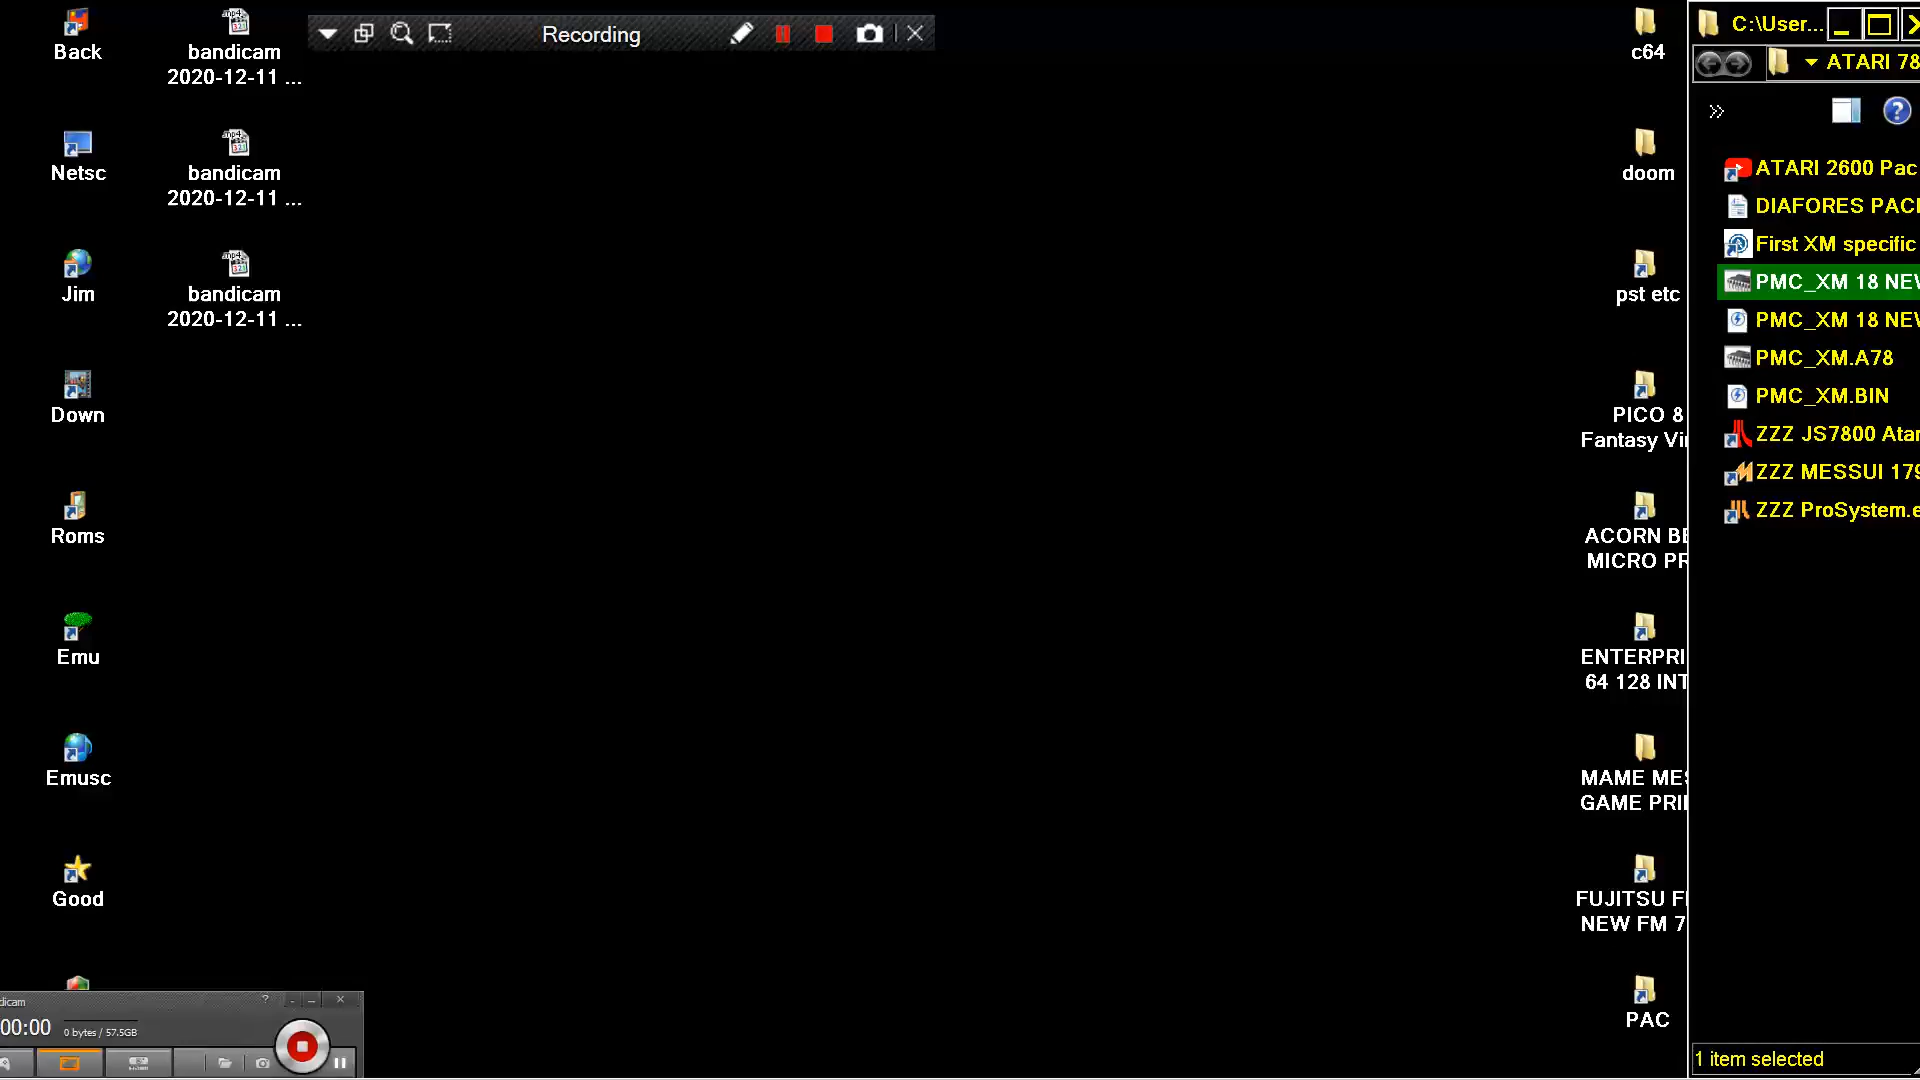 Back
bandicam
2020-12-11 ...
Netsc
bandicam
2020-12-11 ...
Jim
bandicam
2020-12-11 ...
Down
Roms
Emu
Emusc
Good
Recording
c64
doom
pst etc
PICO 8
Fantasy Vi
ACORN B
MICRO PR
ENTERPRI
64 128 INT
MAME MES
GAME PRI
FUJITSU F
NEW FM 7
PAC
C:\User...
ATARI 78
ATARI 2600 Pac
DIAFORES PAC
First XM specific
PMC_XM 18 NEW
PMC_XM 18 NEW
PMC_XM.A78
PMC_XM.BIN
ZZZ JS7800 Atar
ZZZ MESSUI 179
ZZZ ProSystem.e
1 item selected
dicam
00:00
0 bytes / 57.5GB